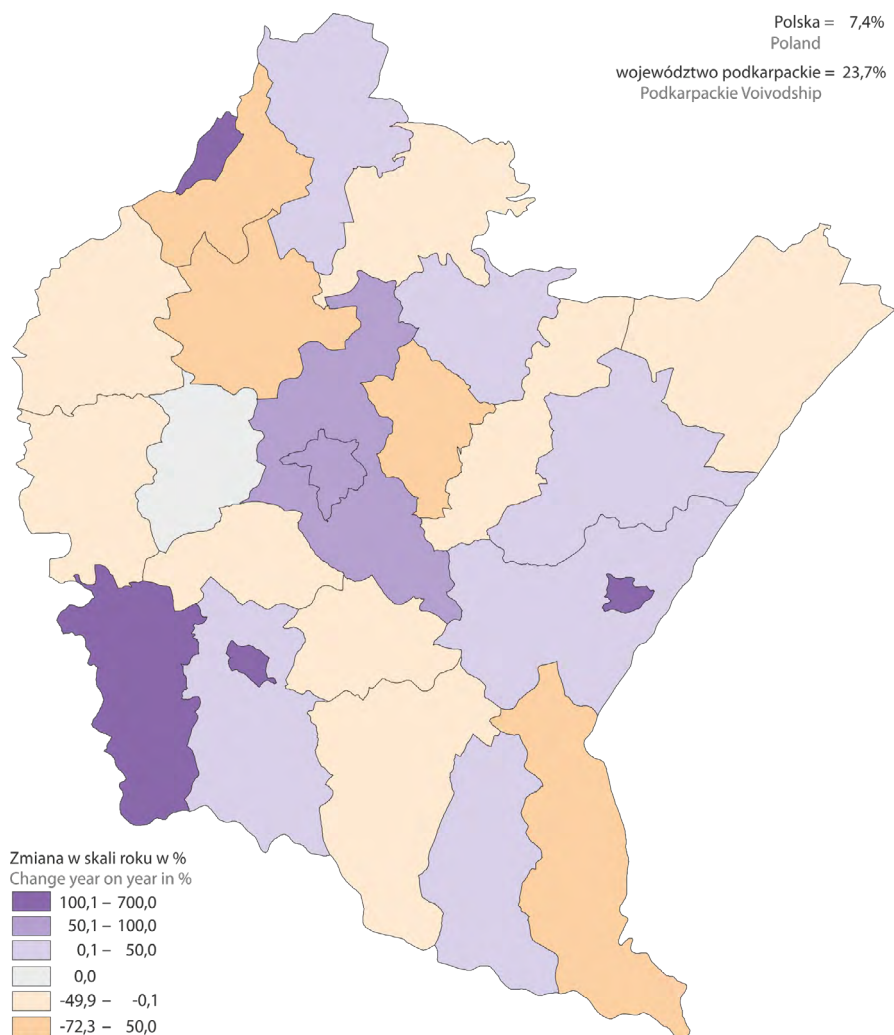 Polska = 7,4%
Poland
województwo podkarpackie = 23,7%
Podkarpackie Voivodship
Zmiana w skali roku w %
Change year on year in %
100,1 – 700,0
50,1 – 100,0
0,1 – 50,0
0,0
-49,9 – -0,1
-72,3 – 50,0